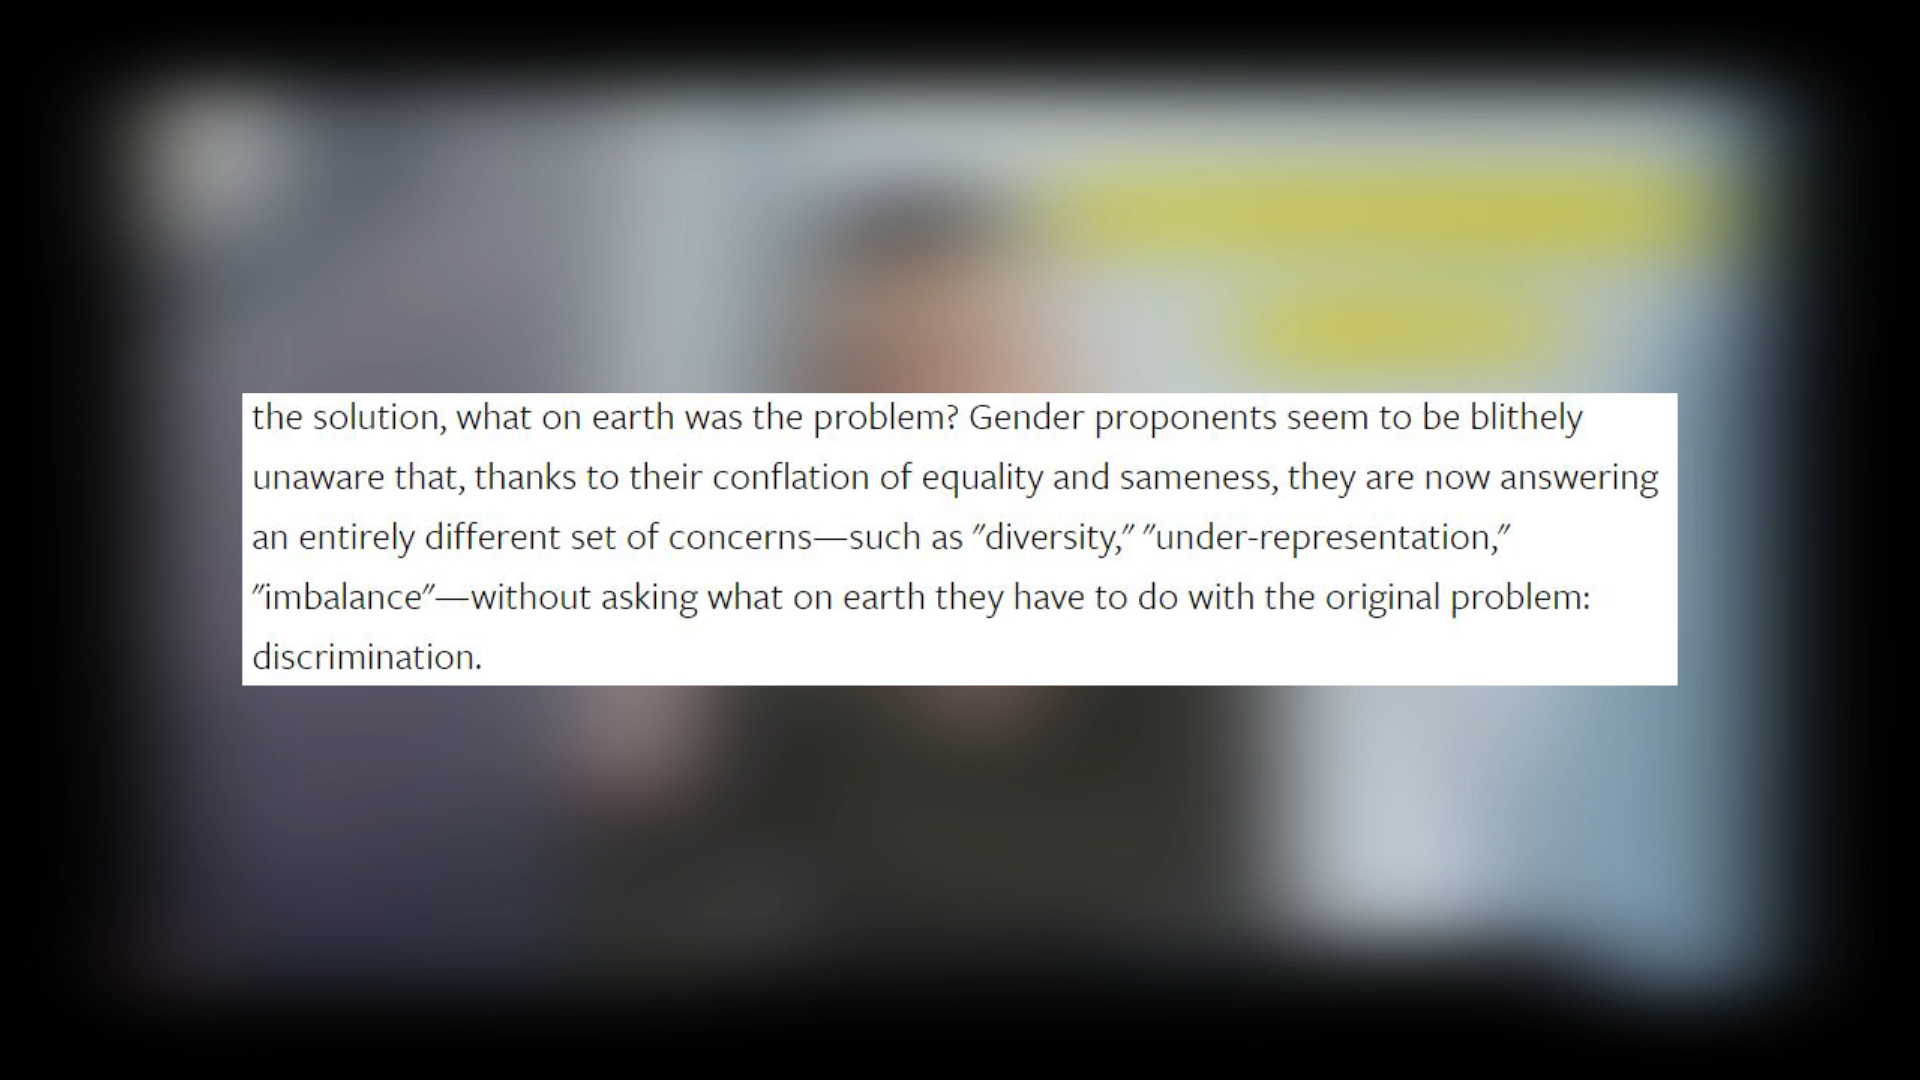 the solution, what on earth was the problem? Gender proponents seem to be blithely
unaware that, thanks to their conflation of equality and sameness, they are now answering
an entirely different set of concerns—such as "diversity," "under-representation,"
"imbalance"—without asking what on earth they have to do with the original problem:
discrimination.